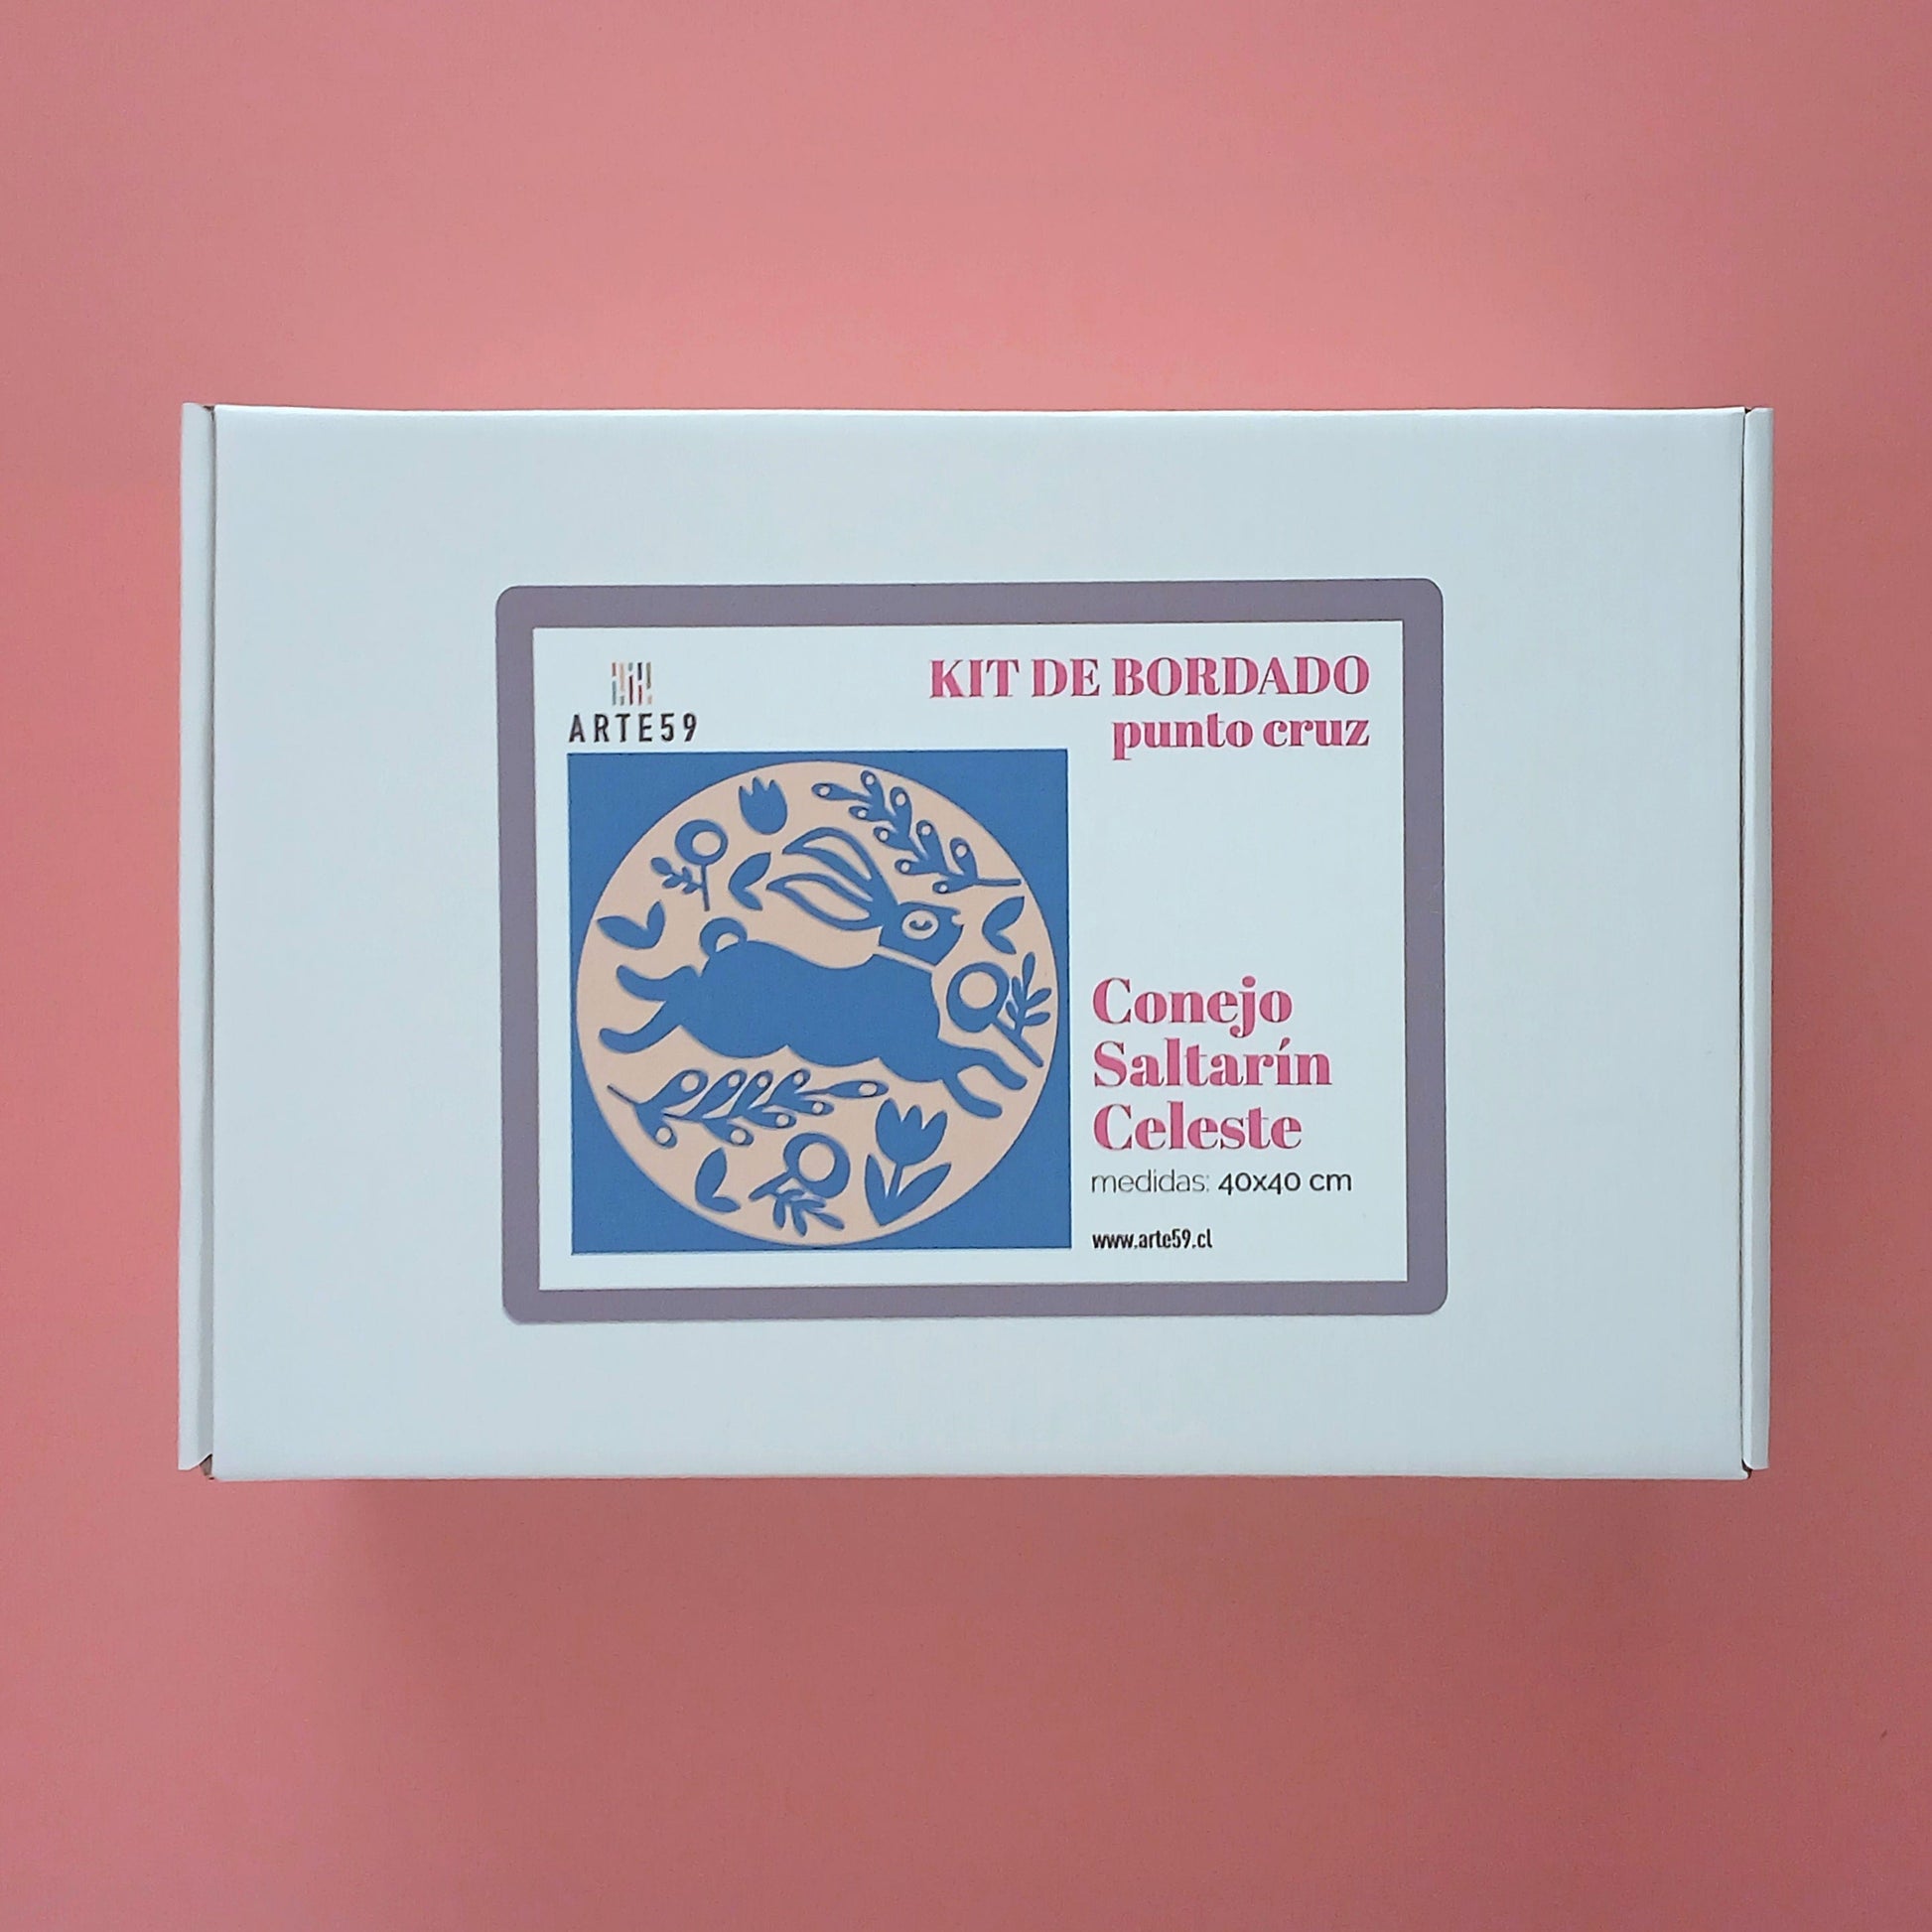 ARTE59
KIT DE BORDADO
punto cruz
Conejo
Saltarín
Celeste
medidas: 40x40 cm
www.arte59.cl